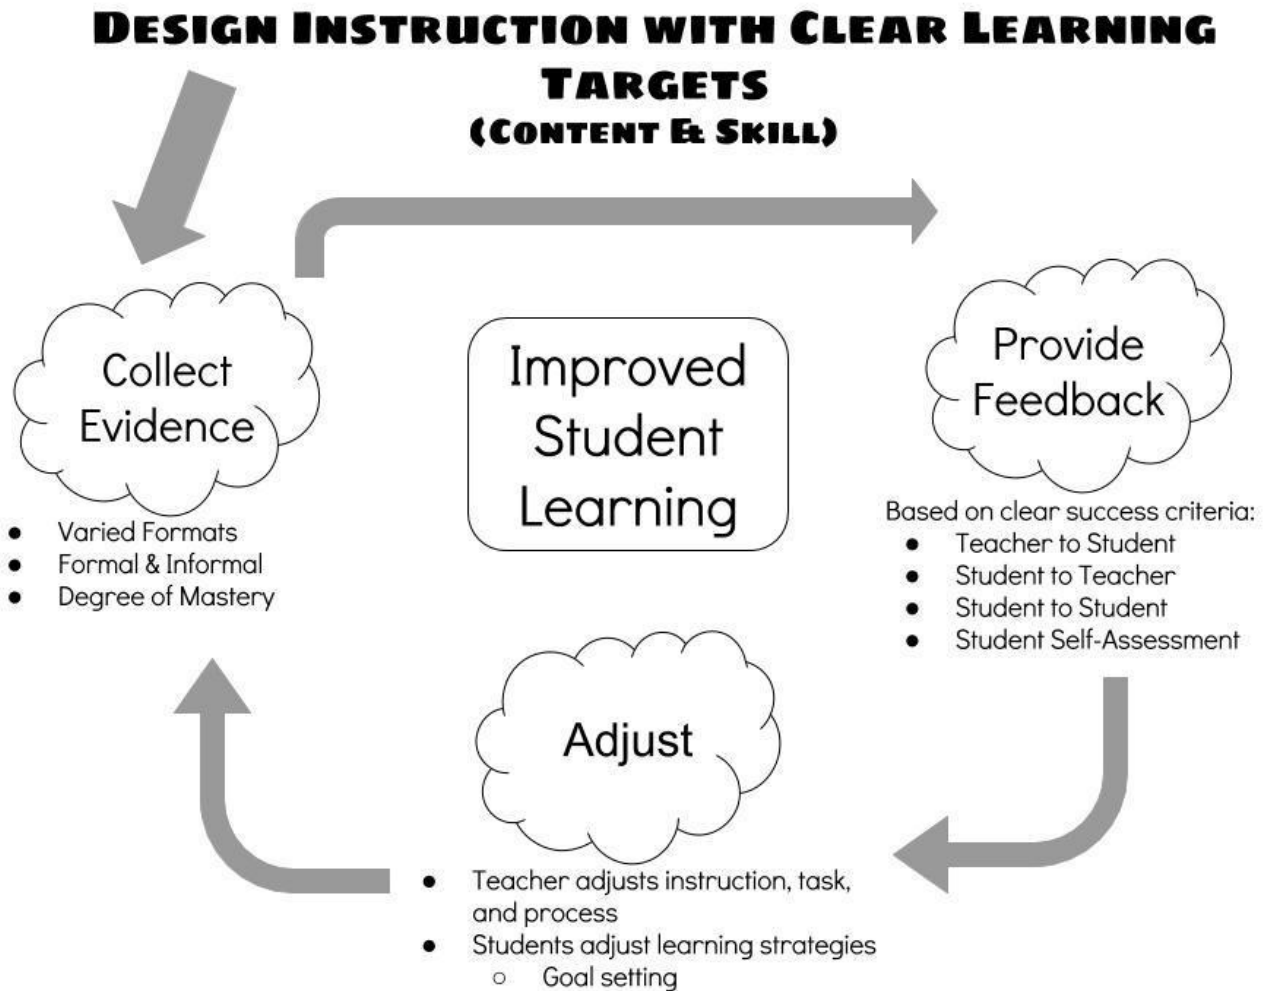 DESIGN INSTRUCTION WITH CLEAR LEARNING
TARGETS
(CONTENT & SKILL)
Collect
Evidence
● Varied Formats
● Formal & Informal
● Degree of Mastery
Improved
Student
Learning
Provide
Feedback
Based on clear success criteria:
● Teacher to Student
● Student to Teacher
● Student to Student
● Student Self-Assessment
Adjust
● Teacher adjusts instruction, task,
and process
● Students adjust learning strategies
○ Goal setting